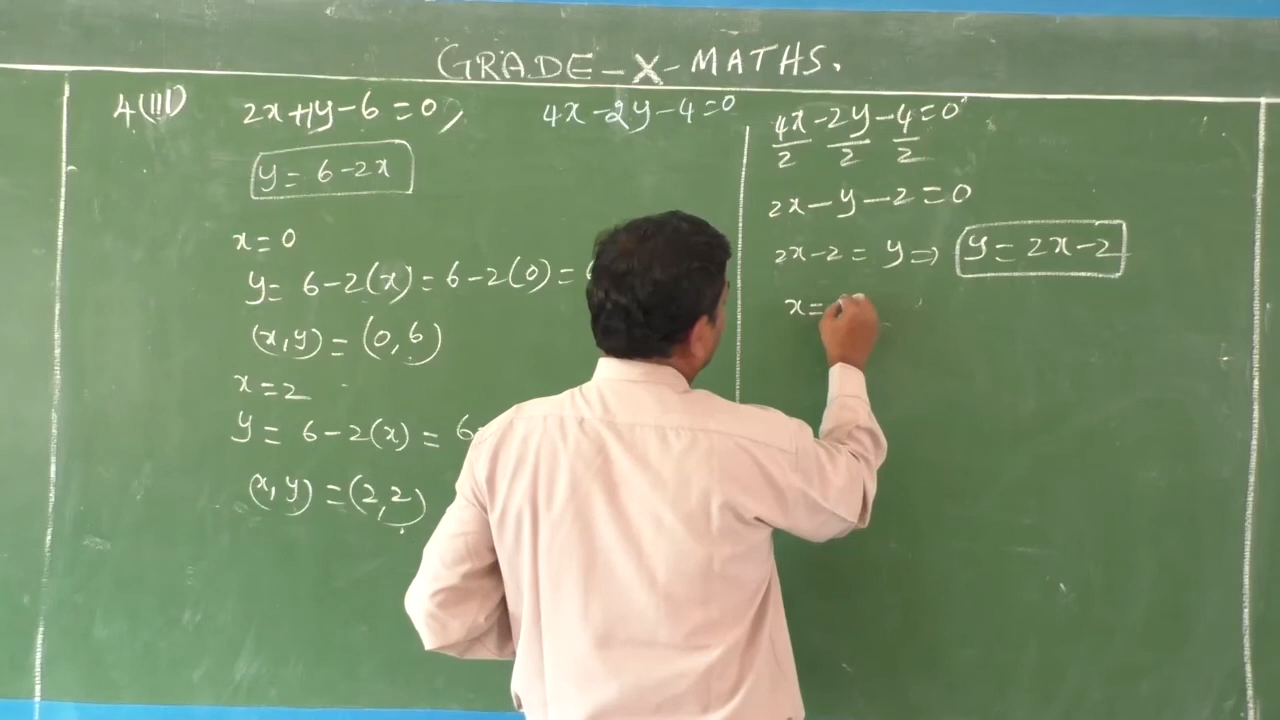 GRADE-X-MATHS.
4(III) 2x+1y-6=0, 4x-2y-4=0
y= 6-2x
x=0
y= 6-2(x)=6-2(0)=
(x,y)=(0,6)
x=2
y= 6-2(x)= 6-
(x,y)=(2,2)
4x/2-2y/2-4/2=0
2x-y-2=0
2x-2= y⇒ y= 2x-2
x=